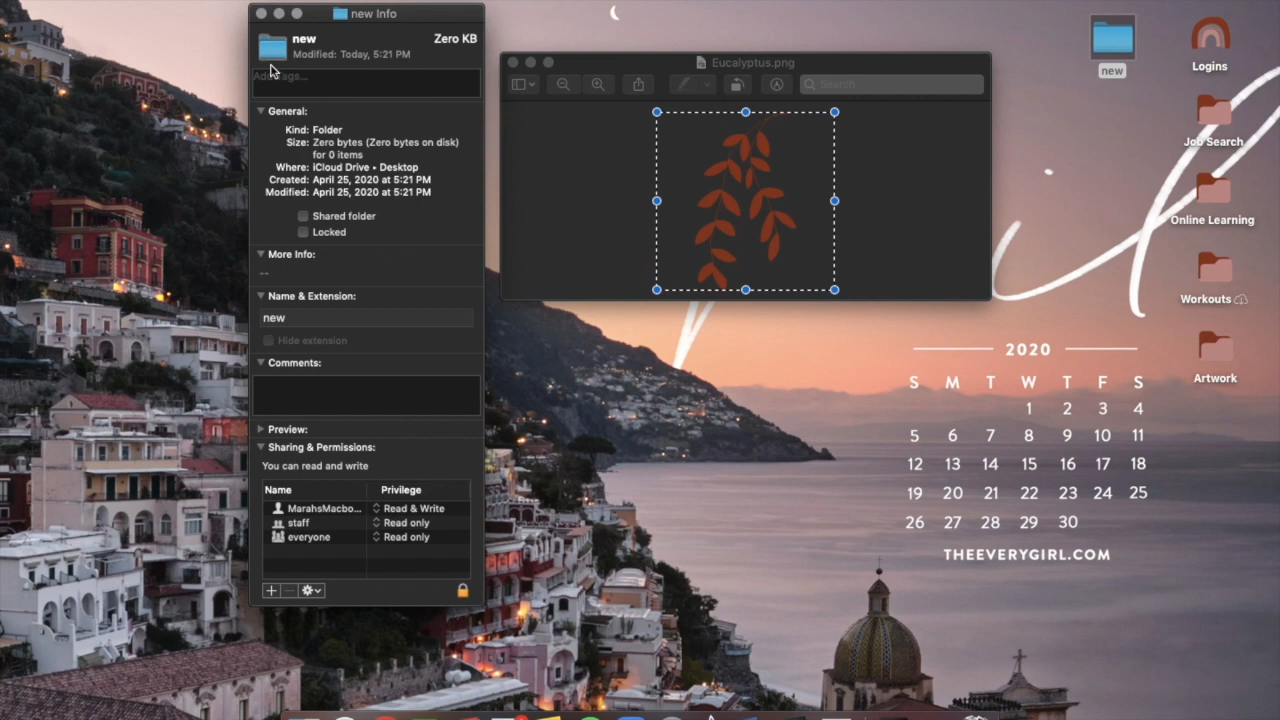 new Info
new
Zero KB
Modified: Today, 5:21 PM
Add Tags...
General:
Kind: Folder
Size: Zero bytes (Zero bytes on disk)
for 0 items
Where: iCloud Drive • Desktop
Created: April 25, 2020 at 5:21 PM
Modified: April 25, 2020 at 5:21 PM
Shared folder
Locked
More Info:
--
Name & Extension:
new
Hide extension
Comments:
Preview:
Sharing & Permissions:
You can read and write
Name Privilege
MarahsMacbo... Read & Write
staff Read only
everyone Read only
Eucalyptus.png
Search
new
Logins
Job Search
Online Learning
Workouts
Artwork
2020
S M T W T F S
1 2 3 4
5 6 7 8 9 10 11
12 13 14 15 16 17 18
19 20 21 22 23 24 25
26 27 28 29 30
THEEVERYGIRL.COM